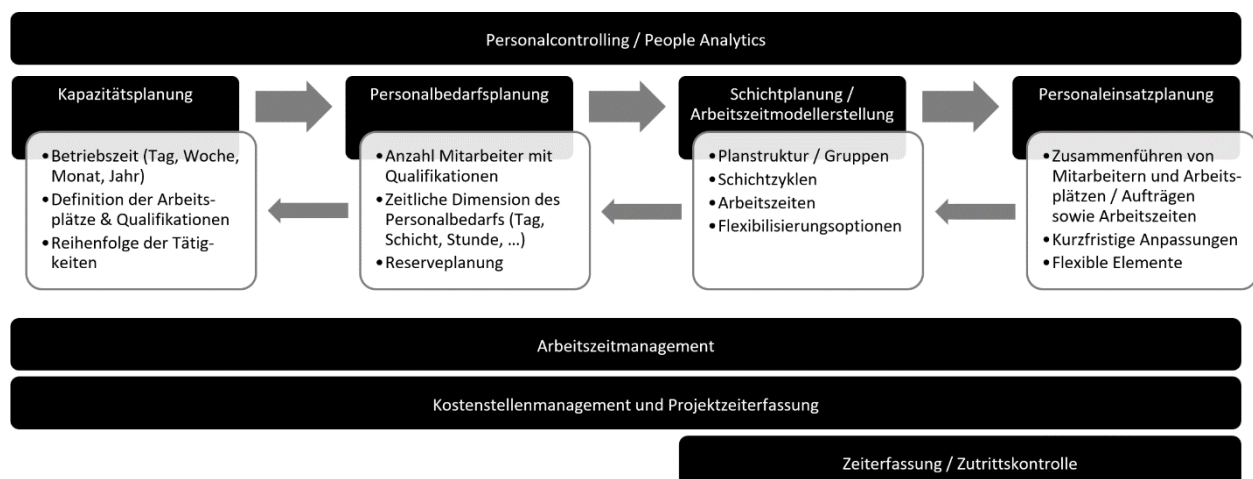 Personalcontrolling / People Analytics
Kapazitätsplanung
•Betriebszeit (Tag, Woche,
Monat, Jahr)
•Definition der Arbeits-
plätze & Qualifikationen
•Reihenfolge der Tätig-
keiten
Personalbedarfsplanung
•Anzahl Mitarbeiter mit
Qualifikationen
•Zeitliche Dimension des
Personalbedarfs (Tag,
Schicht, Stunde, …)
•Reserveplanung
Schichtplanung /
Arbeitszeitmodellerstellung
•Planstruktur / Gruppen
•Schichtzyklen
•Arbeitszeiten
•Flexibilisierungsoptionen
Personaleinsatzplanung
•Zusammenführen von
Mitarbeitern und Arbeits-
plätzen / Aufträgen
sowie Arbeitszeiten
•Kurzfristige Anpassungen
•Flexible Elemente
Arbeitszeitmanagement
Kostenstellenmanagement und Projektzeiterfassung
Zeiterfassung / Zutrittskontrolle